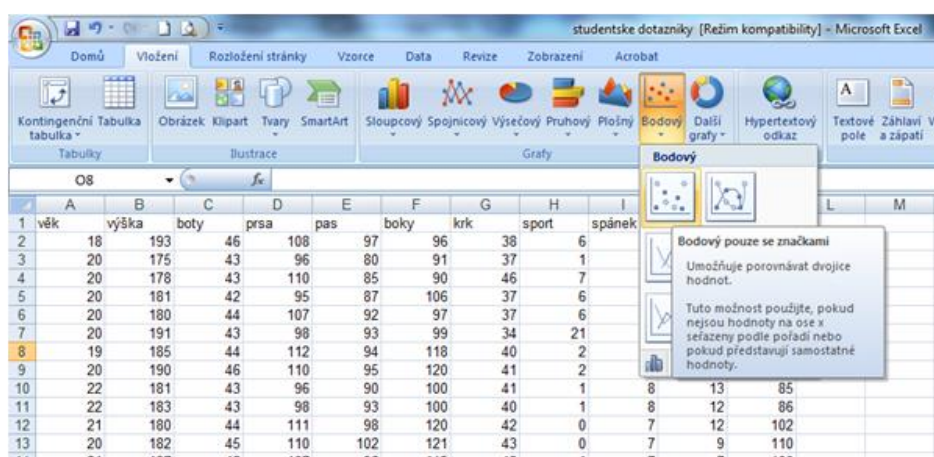 studentske dotazniky [Režim kompatibility] - Microsoft Excel
Domů Vložení Rozložení stránky Vzorce Data Revize Zobrazení Acrobat
Kontingenční tabulka Tabulka Obrázek Klipart Tvary SmartArt Sloupcový Spojnicový Výsečový Pruhový Plošný Bodový Další grafy Hypertextový odkaz Textové pole Záhlaví a zápatí
Tabulky Ilustrace Grafy
O8 fx
Bodový
A B C D E F G H I L M
1 věk výška boty prsa pas boky krk sport spánek
2 18 193 46 108 97 96 38 6
3 20 175 43 96 80 91 37 1
4 20 178 43 110 85 90 46 7
5 20 181 42 95 87 106 37 6
6 20 180 44 107 92 97 37 6
7 20 191 43 98 93 99 34 21
8 19 185 44 112 94 118 40 2
9 20 190 46 110 95 120 41 2
10 22 181 43 96 90 100 41 1 8 13 85
11 22 183 43 98 93 100 40 1 8 12 86
12 21 180 44 111 98 120 42 0 7 12 102
13 20 182 45 110 102 121 43 0 7 9 110
Bodový pouze se značkami
Umožňuje porovnávat dvojice
hodnot.
Tuto možnost použijte, pokud
nejsou hodnoty na ose x
seřazeny podle pořadí nebo
pokud představují samostatné
hodnoty.